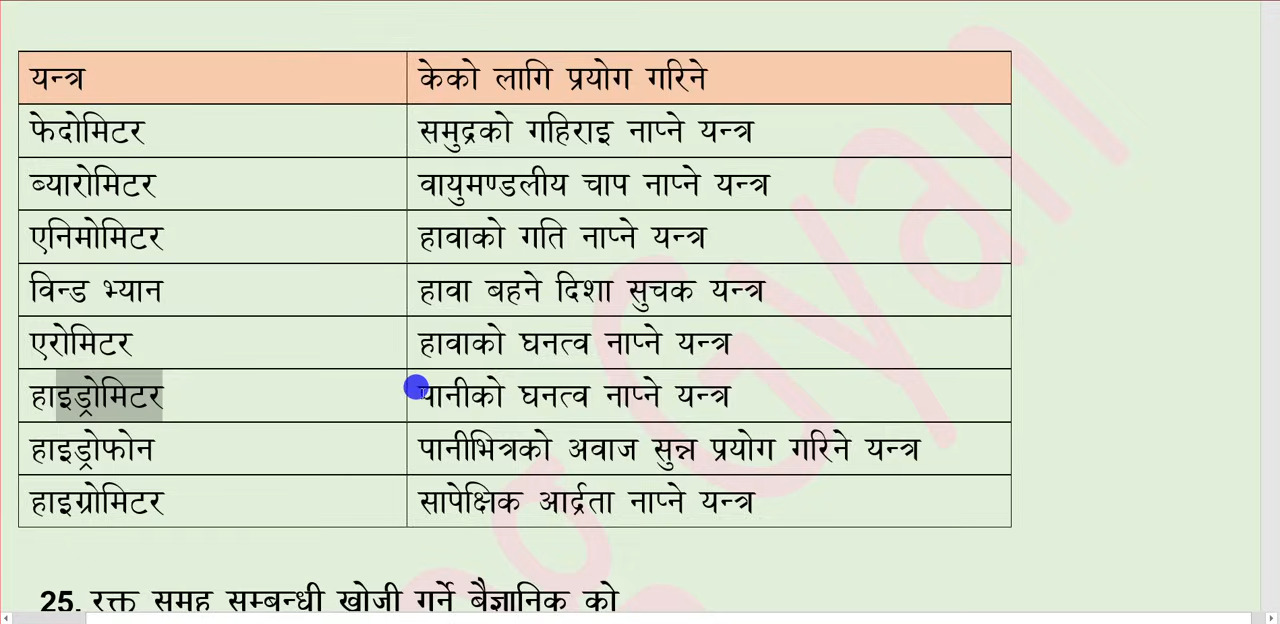 यन्त्र केको लागि प्रयोग गरिने
फेदोमिटर समुद्रको गहिराइ नाप्ने यन्त्र
ब्यारोमिटर वायुमण्डलीय चाप नाप्ने यन्त्र
एनिमोमिटर हावाको गति नाप्ने यन्त्र
विन्ड भ्यान हावा बहने दिशा सुचक यन्त्र
एरोमिटर हावाको घनत्व नाप्ने यन्त्र
हाइड्रोमिटर पानीको घनत्व नाप्ने यन्त्र
हाइड्रोफोन पानीभित्रको अवाज सुन्न प्रयोग गरिने यन्त्र
हाइग्रोमिटर सापेक्षिक आर्द्रता नाप्ने यन्त्र
Gyan
25. रक्त समूह सम्बन्धी खोजी गर्ने बैज्ञानिक को